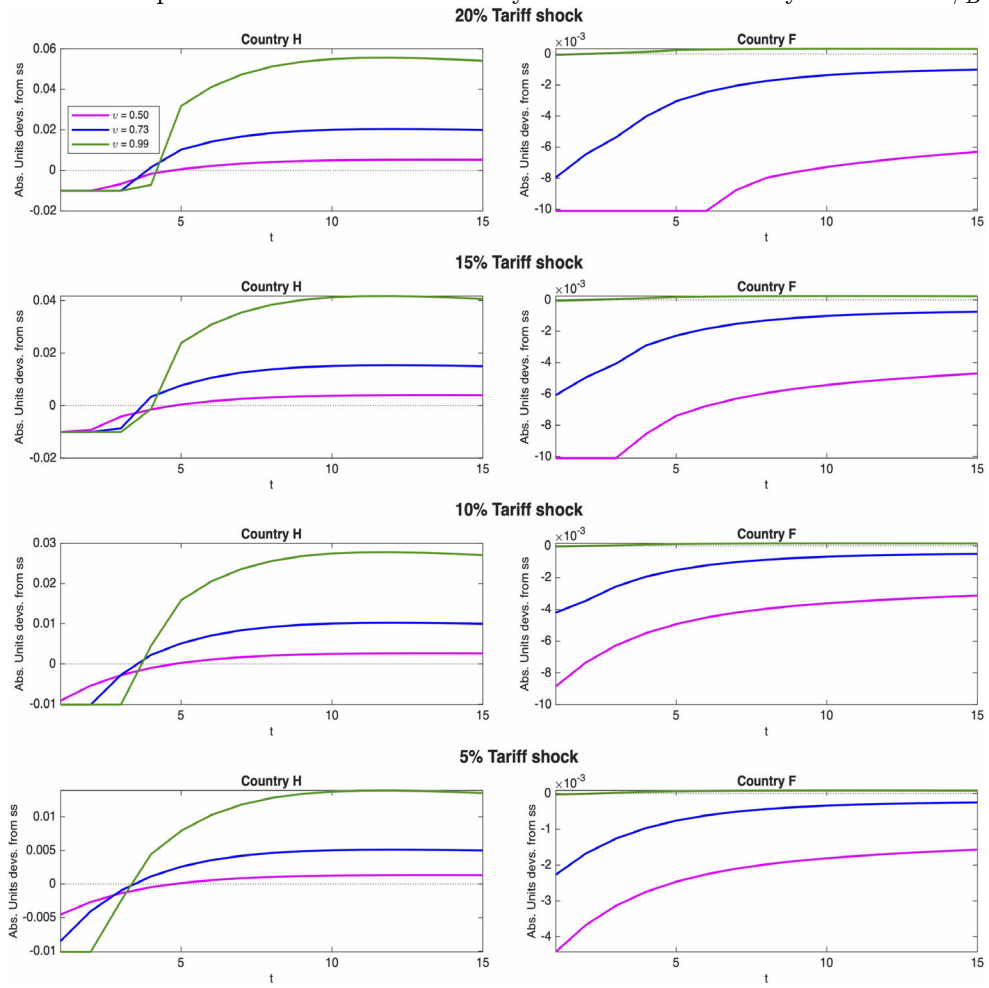 20% Tariff shock
Country H
Country F
Abs. Units devs. from ss
0.06
0.04
0.02
0
-0.02
υ = 0.50
υ = 0.73
υ = 0.99
5
10
15
t
Abs. Units devs. from ss
×10-3
0
-2
-4
-6
-8
-10
5
10
15
t
15% Tariff shock
Country H
Country F
Abs. Units devs. from ss
0.04
0.02
0
-0.02
5
10
15
t
Abs. Units devs. from ss
×10-3
0
-2
-4
-6
-8
-10
5
10
15
t
10% Tariff shock
Country H
Country F
Abs. Units devs. from ss
0.03
0.02
0.01
0
-0.01
5
10
15
t
Abs. Units devs. from ss
×10-3
0
-2
-4
-6
-8
-10
5
10
15
t
5% Tariff shock
Country H
Country F
Abs. Units devs. from ss
0.01
0.005
0
-0.005
-0.01
5
10
15
t
Abs. Units devs. from ss
×10-3
0
-1
-2
-3
-4
5
10
15
t